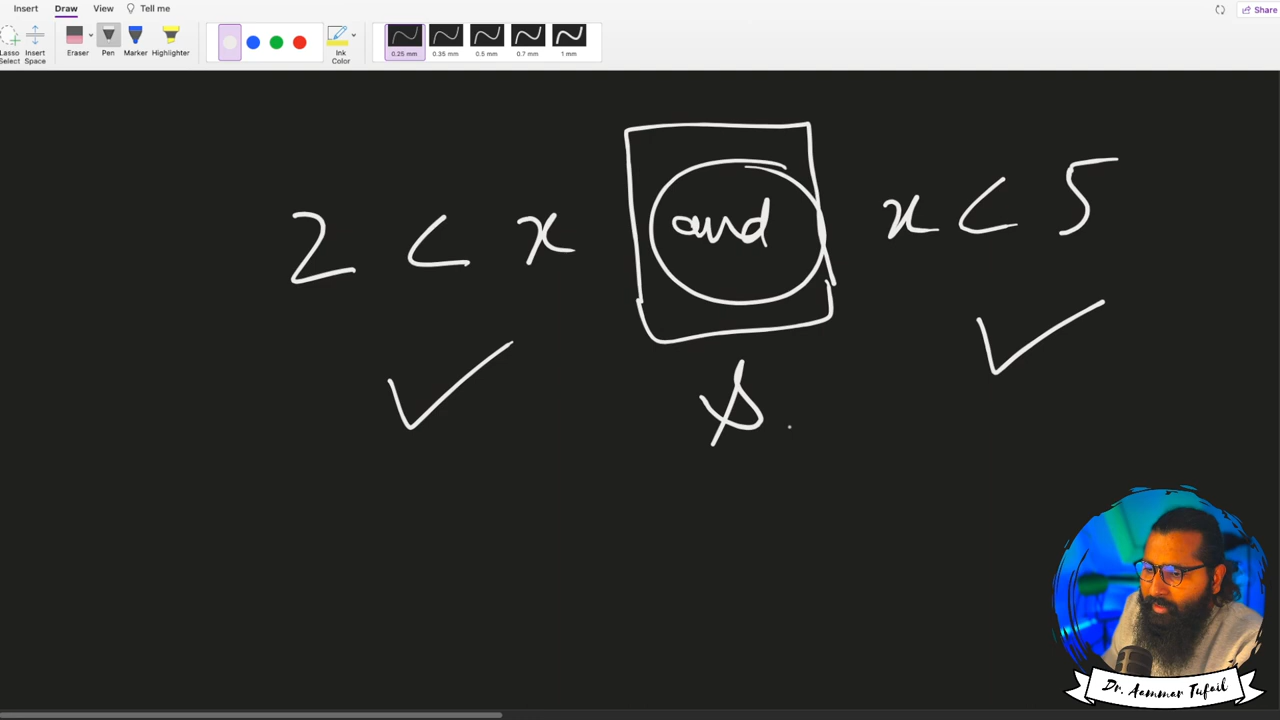 Insert Draw View Tell me Share
Lasso Select Insert Space Eraser Pen Marker Highlighter Ink Color 0.25 mm 0.35 mm 0.5 mm 0.7 mm 1 mm
2 < x and x < 5
&
Dr. Aammar Tufail